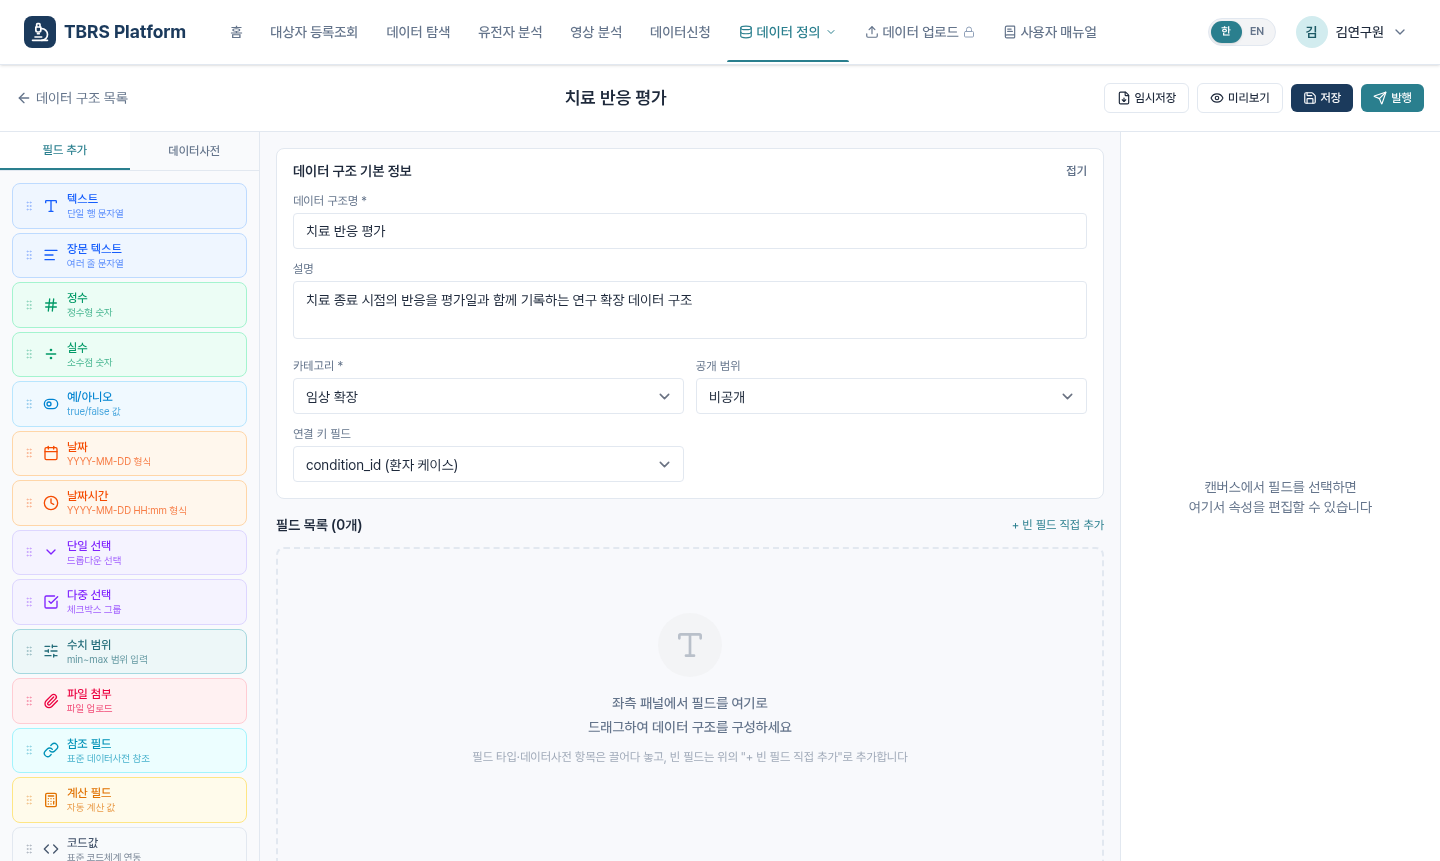 TBRS Platform
홈
대상자 등록조회
데이터 탐색
유전자 분석
영상 분석
데이터신청
데이터 정의
데이터 업로드
사용자 매뉴얼
한
EN
김
김연구원
데이터 구조 목록
치료 반응 평가
임시저장
미리보기
저장
발행
필드 추가
데이터사전
텍스트
단일 행 문자열
장문 텍스트
여러 줄 문자열
정수
정수형 숫자
실수
소수점 숫자
예/아니오
true/false 값
날짜
YYYY-MM-DD 형식
날짜시간
YYYY-MM-DD HH:mm 형식
단일 선택
드롭다운 선택
다중 선택
체크박스 그룹
수치 범위
min~max 범위 입력
파일 첨부
파일 업로드
참조 필드
표준 데이터사전 참조
계산 필드
자동 계산 값
코드값
표준 코드체계 연동
데이터 구조 기본 정보
접기
데이터 구조명 *
치료 반응 평가
설명
치료 종료 시점의 반응을 평가일과 함께 기록하는 연구 확장 데이터 구조
카테고리 *
공개 범위
임상 확장
비공개
연결 키 필드
condition_id (환자 케이스)
필드 목록 (0개)
+ 빈 필드 직접 추가
좌측 패널에서 필드를 여기로
드래그하여 데이터 구조를 구성하세요
필드 타입·데이터사전 항목은 끌어다 놓고, 빈 필드는 위의 "+ 빈 필드 직접 추가"로 추가합니다
캔버스에서 필드를 선택하면
여기서 속성을 편집할 수 있습니다